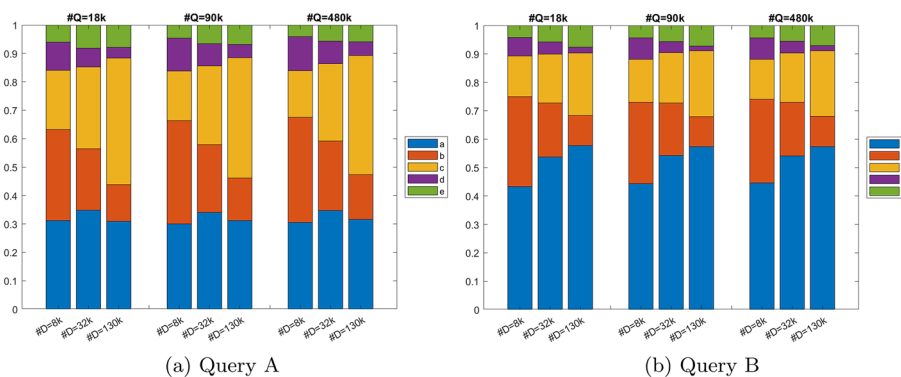 #Q=18k #Q=90k #Q=480k
1
0.9
0.8
0.7
0.6
0.5
0.4
0.3
0.2
0.1
0
#D=8k #D=32k #D=130k #D=8k #D=32k #D=130k #D=8k #D=32k #D=130k
a
b
c
d
e
(a) Query A
#Q=18k #Q=90k #Q=480k
1
0.9
0.8
0.7
0.6
0.5
0.4
0.3
0.2
0.1
0
#D=8k #D=32k #D=130k #D=8k #D=32k #D=130k #D=8k #D=32k #D=130k
(b) Query B